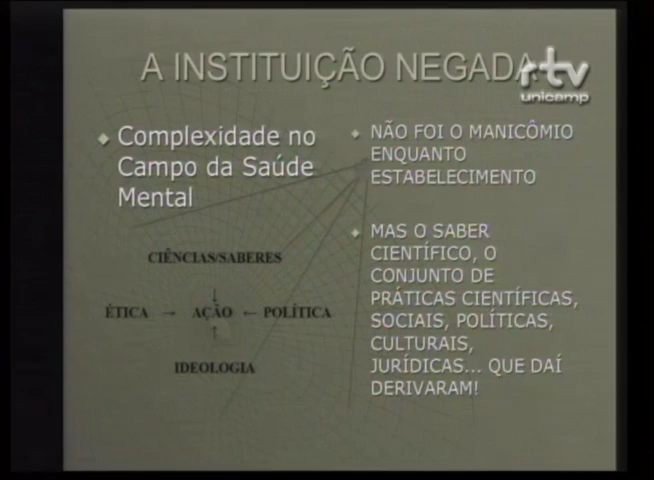 A INSTITUIÇÃO NEGADA
rtv
unicamp
Complexidade no
Campo da Saúde
Mental
CIÊNCIAS/SABERES
↓
ÉTICA → AÇÃO ← POLÍTICA
↑
IDEOLOGIA
NÃO FOI O MANICÔMIO
ENQUANTO
ESTABELECIMENTO
MAS O SABER
CIENTÍFICO, O
CONJUNTO DE
PRÁTICAS CIENTÍFICAS,
SOCIAIS, POLÍTICAS,
CULTURAIS,
JURÍDICAS... QUE DAÍ
DERIVARAM!